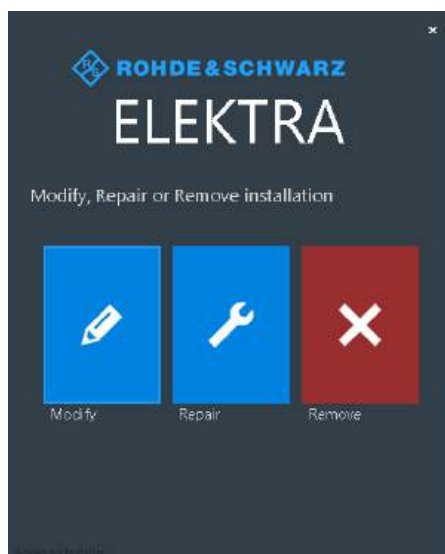 ROHDE & SCHWARZ
ELEKTRA
Modify, Repair or Remove installation
Modify Repair Remove